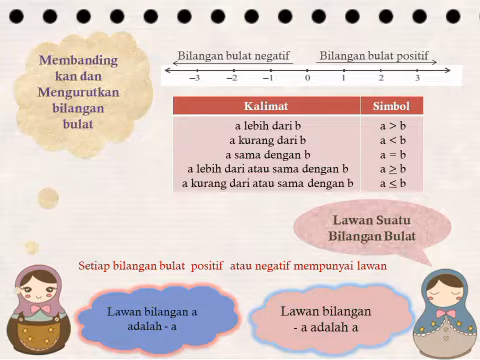 Membanding
kan dan
Mengurutkan
bilangan
bulat
Bilangan bulat negatif Bilangan bulat positif
−3 −2 −1 0 1 2 3
Kalimat Simbol
a lebih dari b a > b
a kurang dari b a < b
a sama dengan b a = b
a lebih dari atau sama dengan b a ≥ b
a kurang dari atau sama dengan b a ≤ b
Lawan Suatu
Bilangan Bulat
Setiap bilangan bulat positif atau negatif mempunyai lawan
Lawan bilangan a
adalah - a
Lawan bilangan
- a adalah a